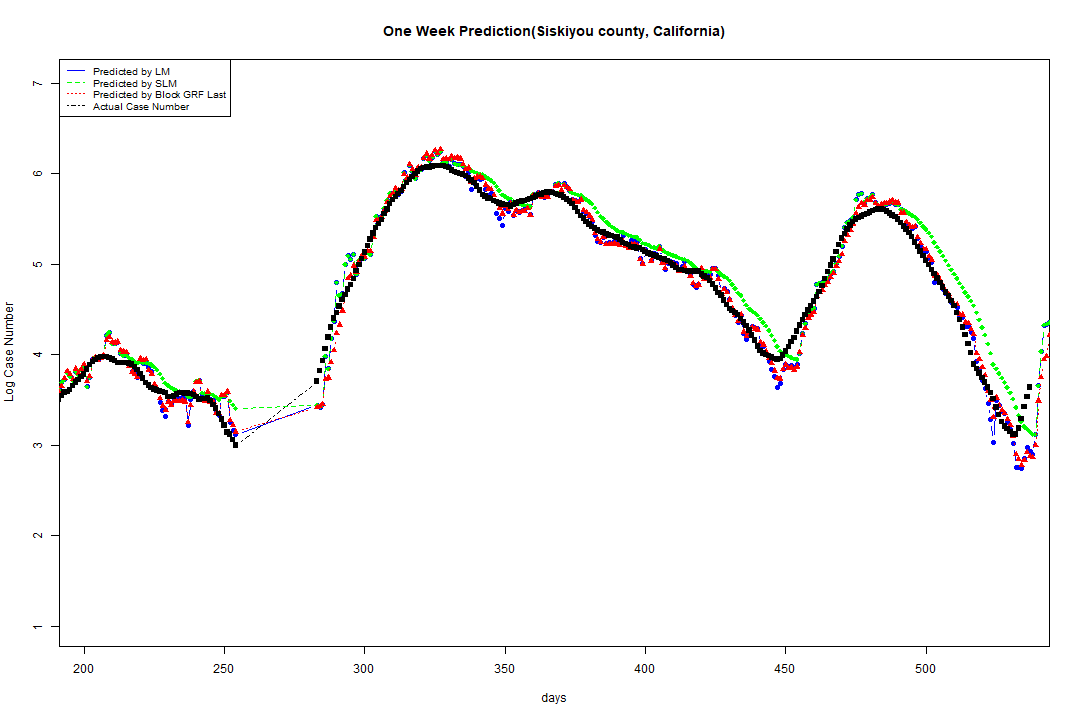 One Week Prediction(Siskiyou county, California)
Predicted by LM
Predicted by SLM
Predicted by Block GRF Last
Actual Case Number
7
6
5
4
3
2
1
Log Case Number
200 250 300 350 400 450 500
days